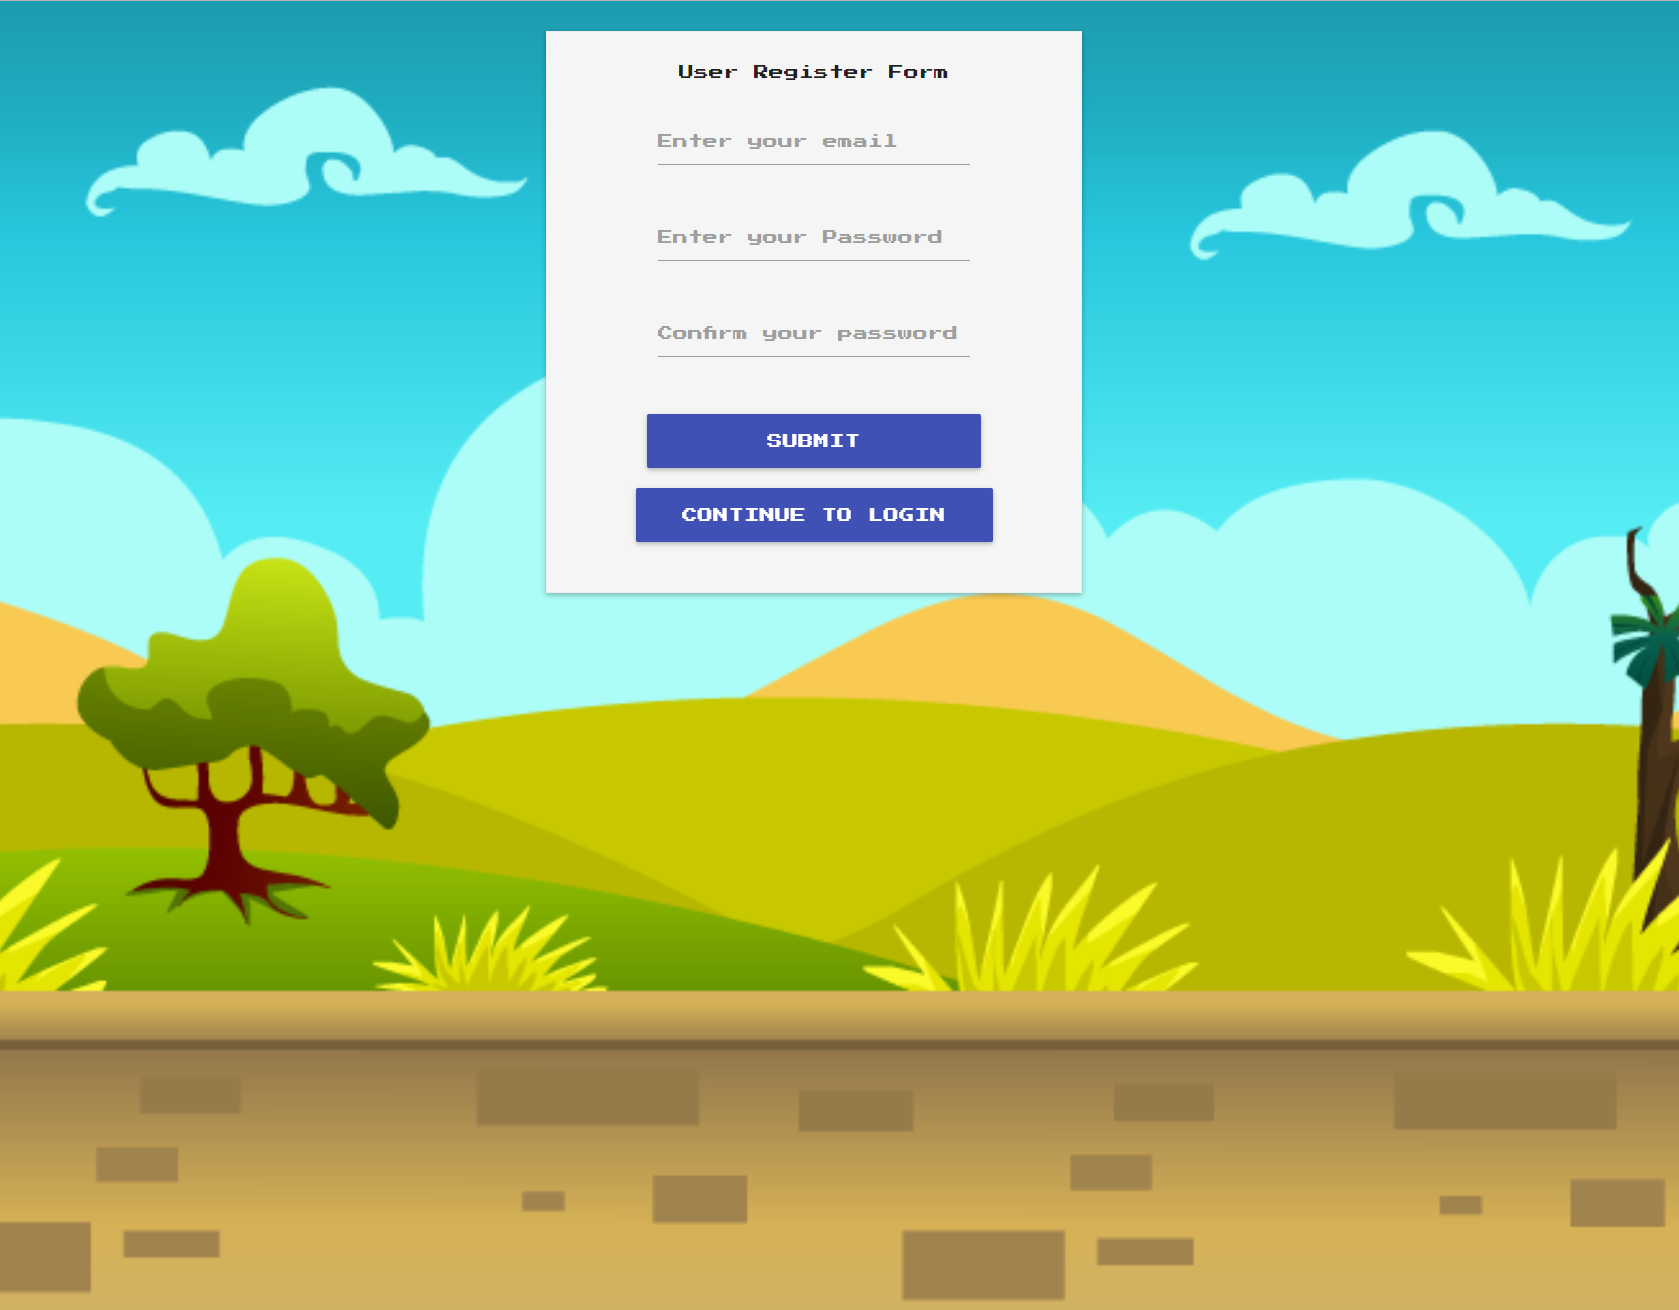 User Register Form
Enter your email
Enter your Password
Confirm your password
SUBMIT
CONTINUE TO LOGIN